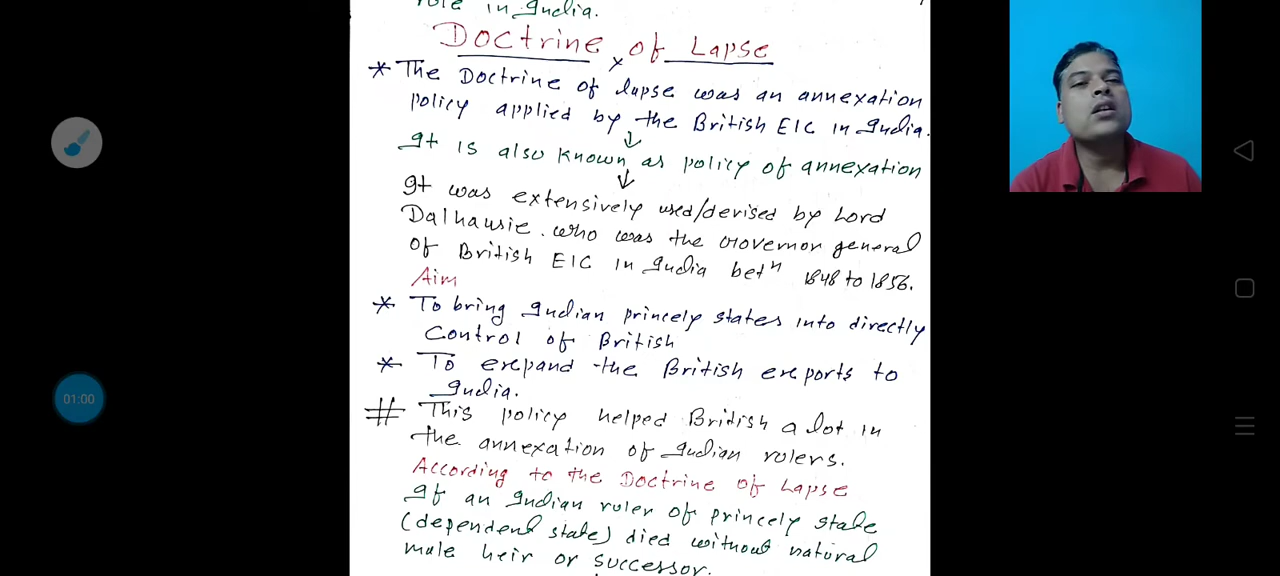 role in India.
Doctrine of Lapse
* The Doctrine of lapse was an annexation
policy applied by the British EIC in India.
It is also known as policy of annexation
It was extensively used/devised by Lord
Dalhausie. who was the Governor general
of British EIC in India betn 1848 to 1856.
Aim
* To bring Indian princely states into directly
Control of British
* To expand the British exports to
India.
# This policy helped British a lot in
the annexation of Indian rulers.
According to the Doctrine of Lapse
If an Indian ruler of princely state
(dependent state) died without natural
male heir or successor.
01:00